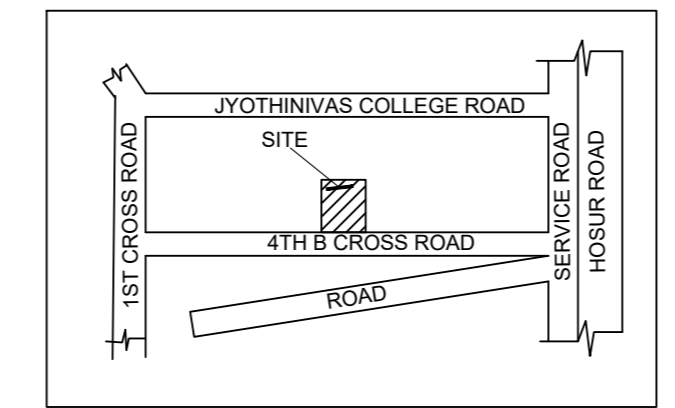 JYOTHINIVAS COLLEGE ROAD
SITE
1ST CROSS ROAD
4TH B CROSS ROAD
SERVICE ROAD
HOSUR ROAD
ROAD